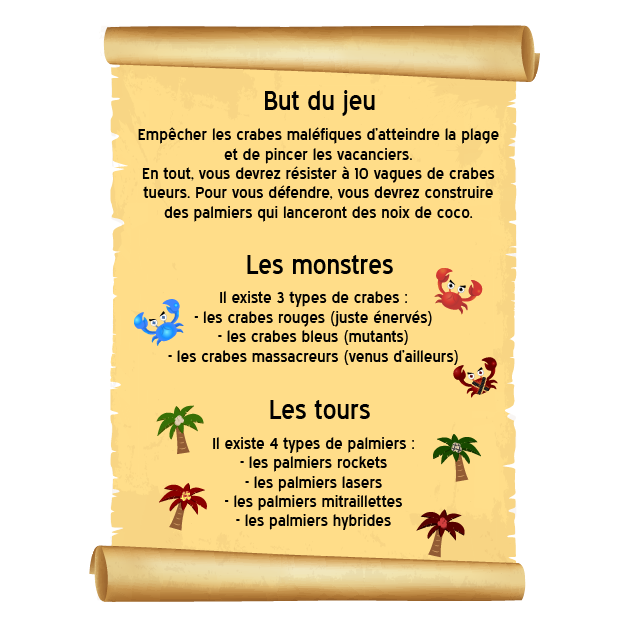 But du jeu
Empêcher les crabes maléfiques d'atteindre la plage
et de pincer les vacanciers.
En tout, vous devrez résister à 10 vagues de crabes
tueurs. Pour vous défendre, vous devrez construire
des palmiers qui lanceront des noix de coco.
Les monstres
Il existe 3 types de crabes :
- les crabes rouges (juste énervés)
- les crabes bleus (mutants)
- les crabes massacreurs (venus d'ailleurs)
Les tours
Il existe 4 types de palmiers :
- les palmiers rockets
- les palmiers lasers
- les palmiers mitraillettes
- les palmiers hybrides